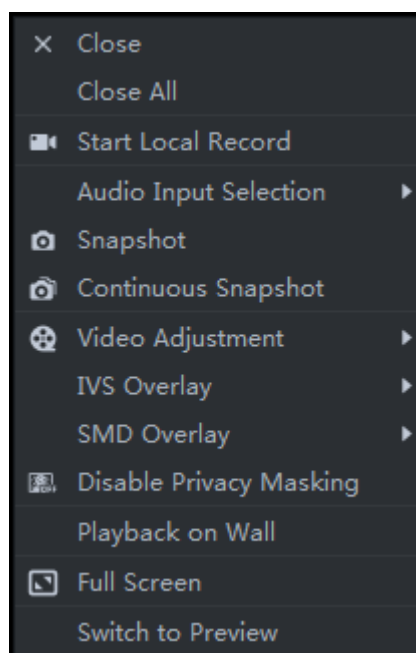 Close
Close All
Start Local Record
Audio Input Selection
Snapshot
Continuous Snapshot
Video Adjustment
IVS Overlay
SMD Overlay
Disable Privacy Masking
Playback on Wall
Full Screen
Switch to Preview